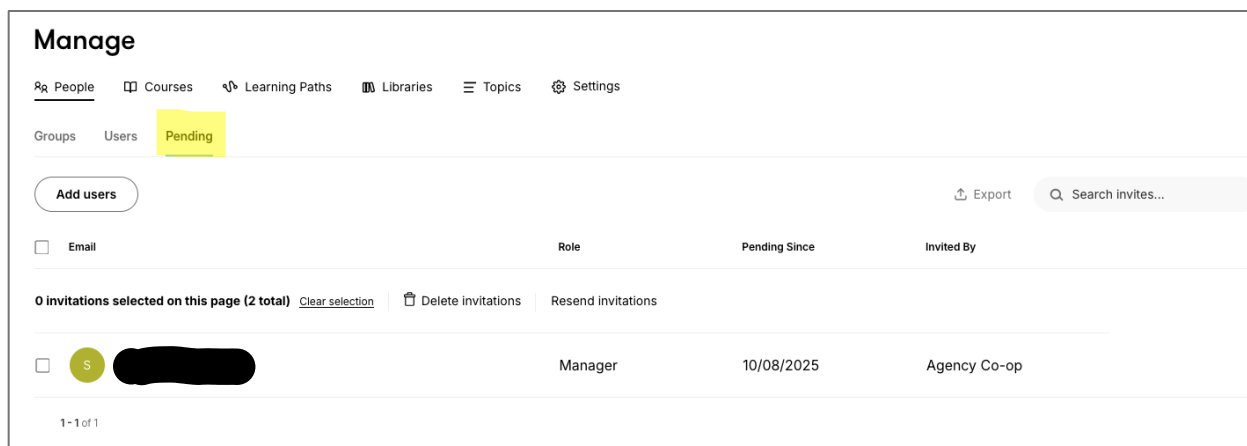 Manage
People Courses Learning Paths Libraries Topics Settings
Groups Users Pending
Add users Export Search invites...
Email Role Pending Since Invited By
0 invitations selected on this page (2 total) Clear selection Delete invitations Resend invitations
S Manager 10/08/2025 Agency Co-op
1 - 1 of 1